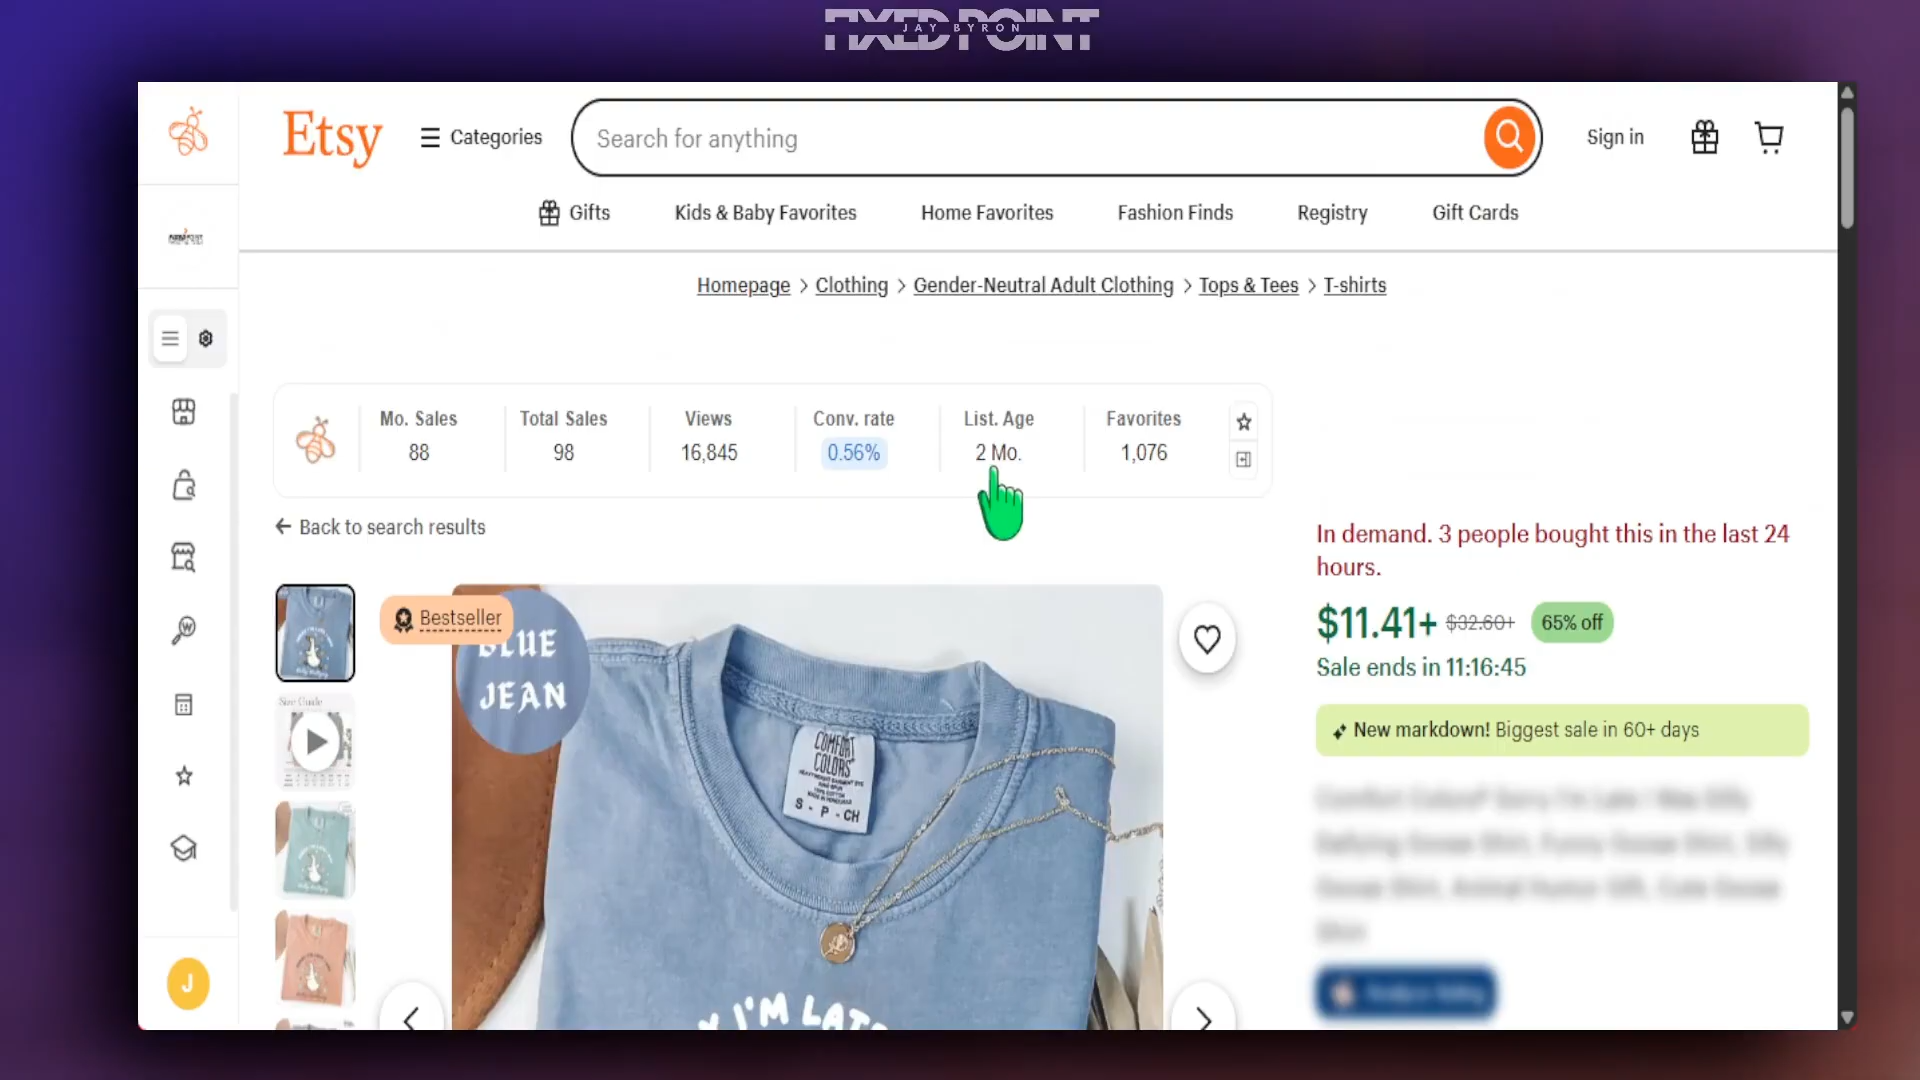 FIXED POINT
JAY BYRON
Etsy
Categories
Search for anything
Sign in
Gifts
Kids & Baby Favorites
Home Favorites
Fashion Finds
Registry
Gift Cards
Homepage > Clothing > Gender-Neutral Adult Clothing > Tops & Tees > T-shirts
Mo. Sales
88
Total Sales
98
Views
16,845
Conv. rate
0.56%
List. Age
2 Mo.
Favorites
1,076
Back to search results
In demand. 3 people bought this in the last 24
hours.
$11.41+ $32.60+ 65% off
Sale ends in 11:16:45
New markdown! Biggest sale in 60+ days
Bestseller
BLUE
JEAN
Size Guide
COMFORT
COLORS
S - P - CH
I'M LATE
J